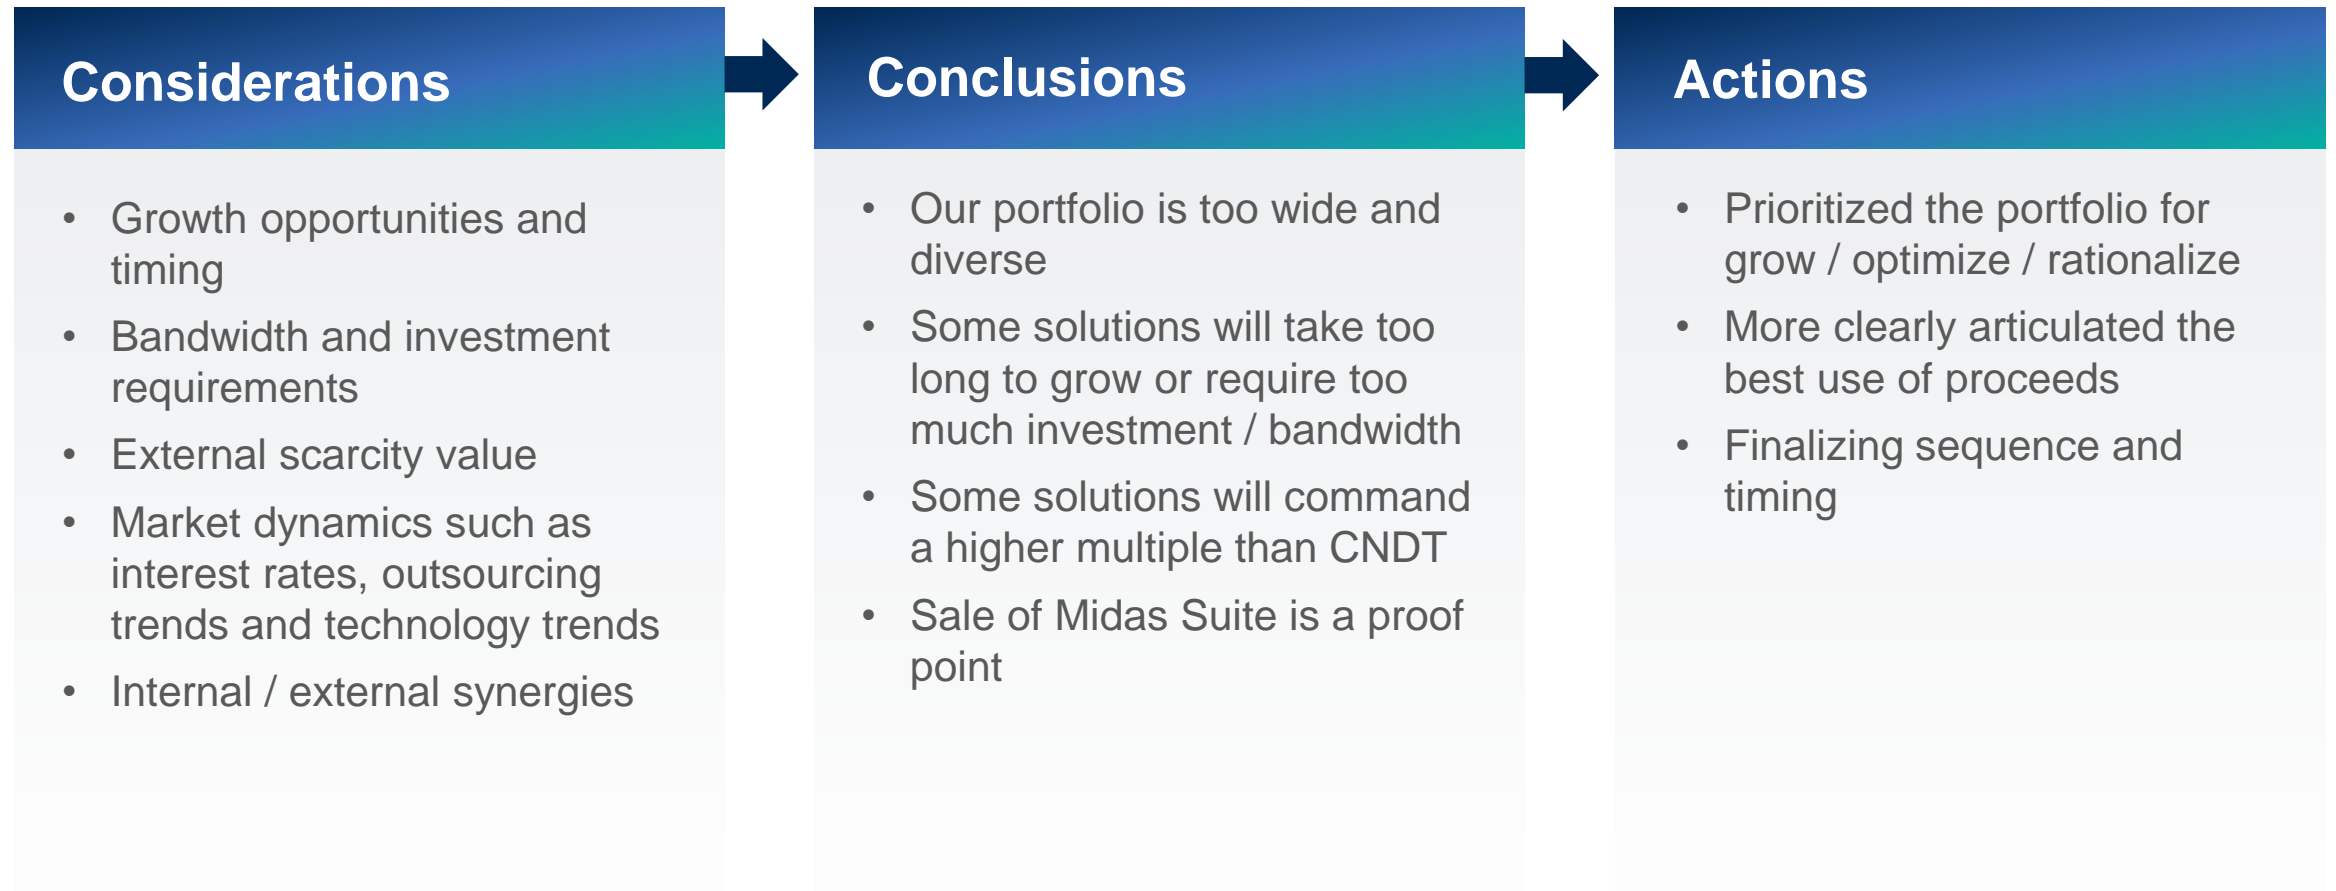 Considerations
• Growth opportunities and
timing
• Bandwidth and investment
requirements
• External scarcity value
• Market dynamics such as
interest rates, outsourcing
trends and technology trends
• Internal / external synergies
Conclusions
• Our portfolio is too wide and
diverse
• Some solutions will take too
long to grow or require too
much investment / bandwidth
• Some solutions will command
a higher multiple than CNDT
• Sale of Midas Suite is a proof
point
Actions
• Prioritized the portfolio for
grow / optimize / rationalize
• More clearly articulated the
best use of proceeds
• Finalizing sequence and
timing